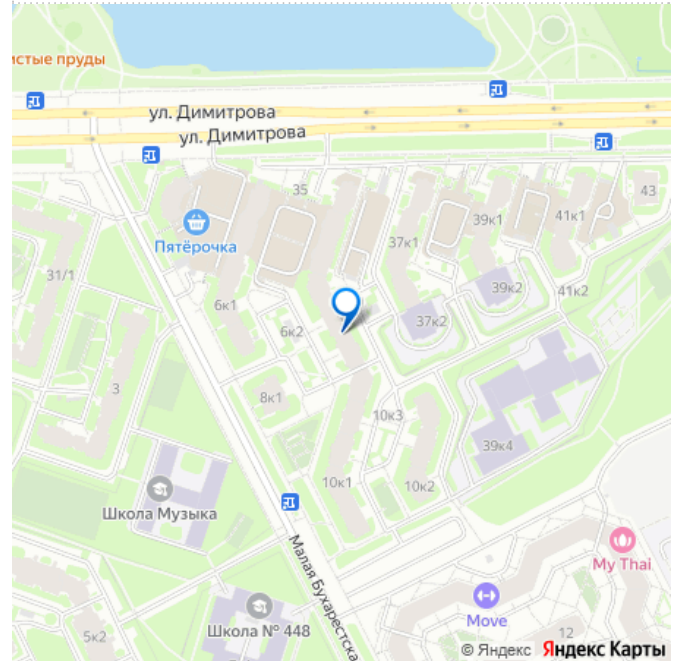 истые пруды
ул. Димитрова
ул. Димитрова
35
43
41к1
39к1
Пятёрочка
37к1
31/1
39к2
41к2
6к1
6к2
37к2
3
8к1
10к3
39к4
10к1
10к2
Школа Музыка
Малая Бухарестска
My Thai
Move
Школа № 448
5к2
12
© Яндекс Яндекс Карты